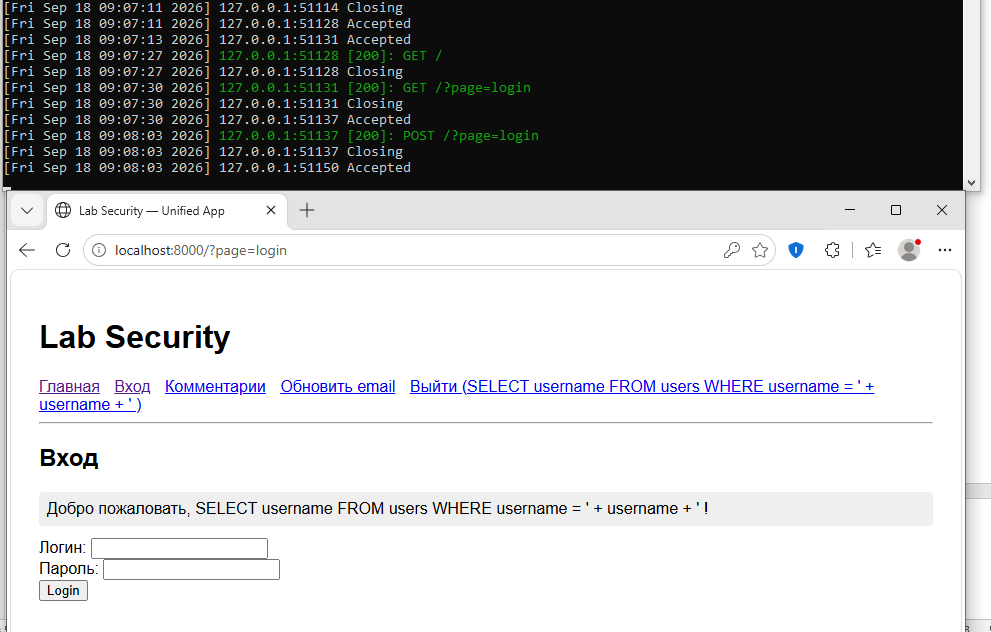 [Fri Sep 18 09:07:11 2026] 127.0.0.1:51114 Closing
[Fri Sep 18 09:07:11 2026] 127.0.0.1:51128 Accepted
[Fri Sep 18 09:07:13 2026] 127.0.0.1:51131 Accepted
[Fri Sep 18 09:07:27 2026] 127.0.0.1:51128 [200]: GET /
[Fri Sep 18 09:07:27 2026] 127.0.0.1:51128 Closing
[Fri Sep 18 09:07:30 2026] 127.0.0.1:51131 [200]: GET /?page=login
[Fri Sep 18 09:07:30 2026] 127.0.0.1:51131 Closing
[Fri Sep 18 09:07:30 2026] 127.0.0.1:51137 Accepted
[Fri Sep 18 09:08:03 2026] 127.0.0.1:51137 [200]: POST /?page=login
[Fri Sep 18 09:08:03 2026] 127.0.0.1:51137 Closing
[Fri Sep 18 09:08:03 2026] 127.0.0.1:51150 Accepted
Lab Security — Unified App
localhost:8000/?page=login
Lab Security
Главная Вход Комментарии Обновить email Выйти (SELECT username FROM users WHERE username = ' +
username + ' )
Вход
Добро пожаловать, SELECT username FROM users WHERE username = ' + username + ' !
Логин:
Пароль:
Login